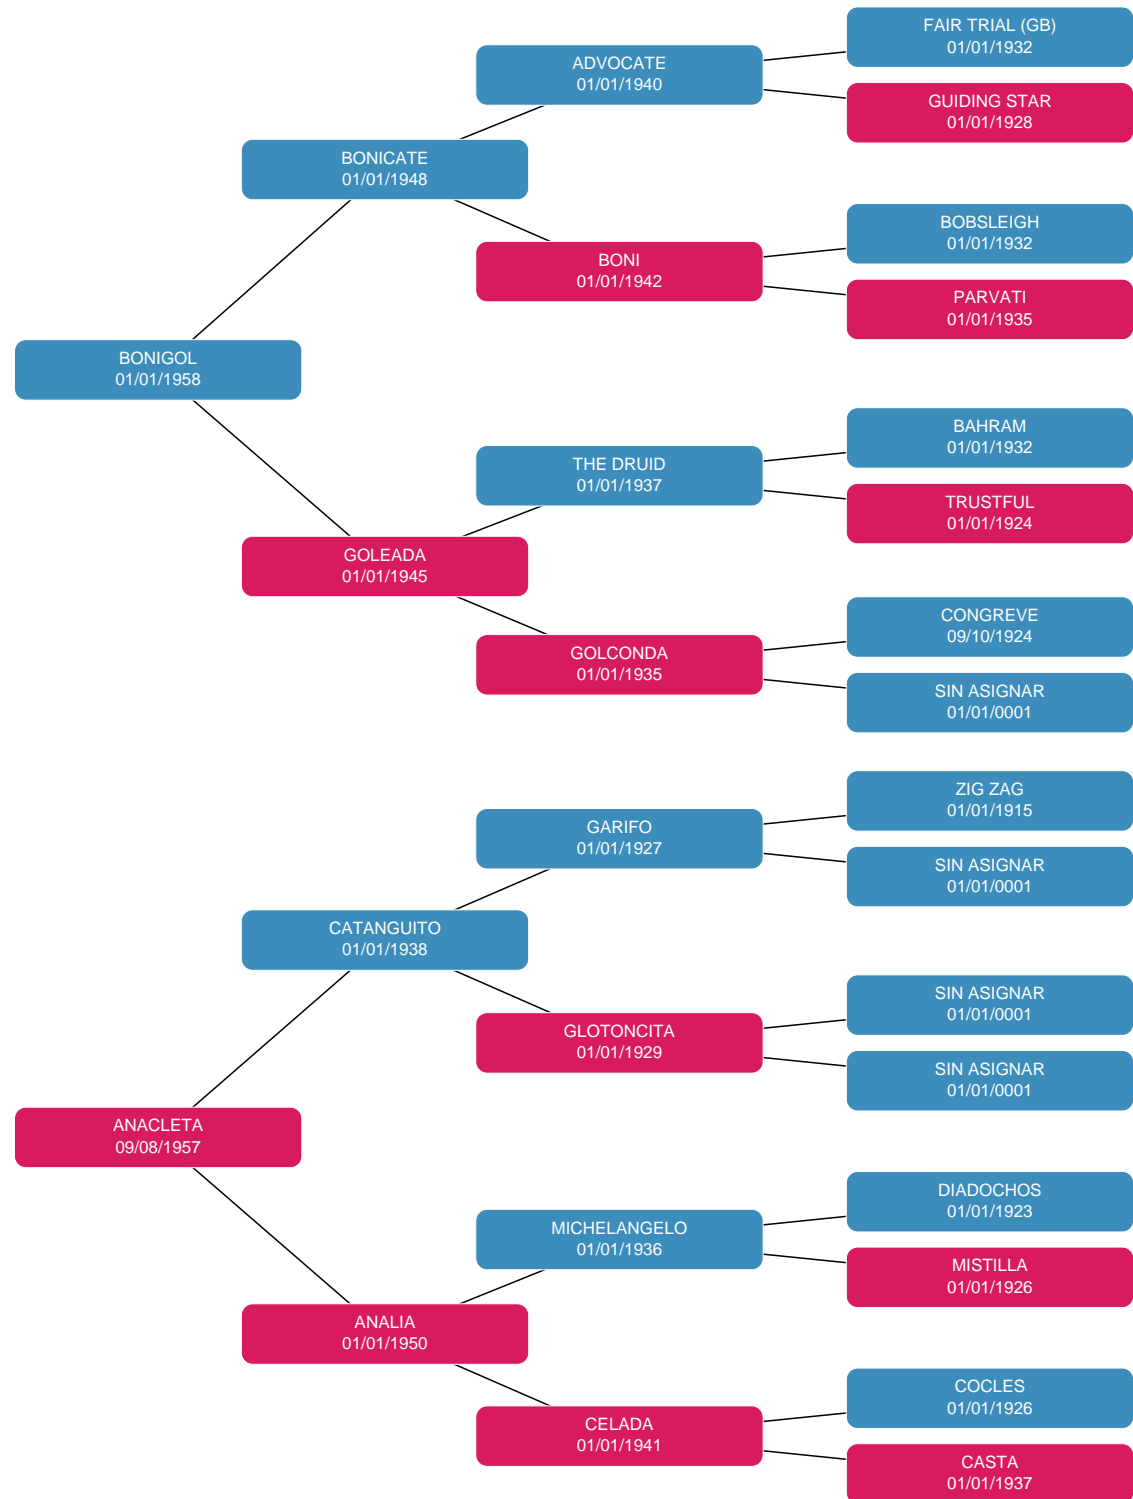 FAIR TRIAL (GB)
01/01/1932
ADVOCATE
01/01/1940
GUIDING STAR
01/01/1928
BONICATE
01/01/1948
BOBSLEIGH
01/01/1932
BONI
01/01/1942
PARVATI
01/01/1935
BONIGOL
01/01/1958
BAHRAM
01/01/1932
THE DRUID
01/01/1937
TRUSTFUL
01/01/1924
GOLEADA
01/01/1945
CONGREVE
09/10/1924
GOLCONDA
01/01/1935
SIN ASIGNAR
01/01/0001
ZIG ZAG
01/01/1915
GARIFO
01/01/1927
SIN ASIGNAR
01/01/0001
CATANGUITO
01/01/1938
SIN ASIGNAR
01/01/0001
GLOTONCITA
01/01/1929
SIN ASIGNAR
01/01/0001
ANACLETA
09/08/1957
DIADOCHOS
01/01/1923
MICHELANGELO
01/01/1936
MISTILLA
01/01/1926
ANALIA
01/01/1950
COCLES
01/01/1926
CELADA
01/01/1941
CASTA
01/01/1937